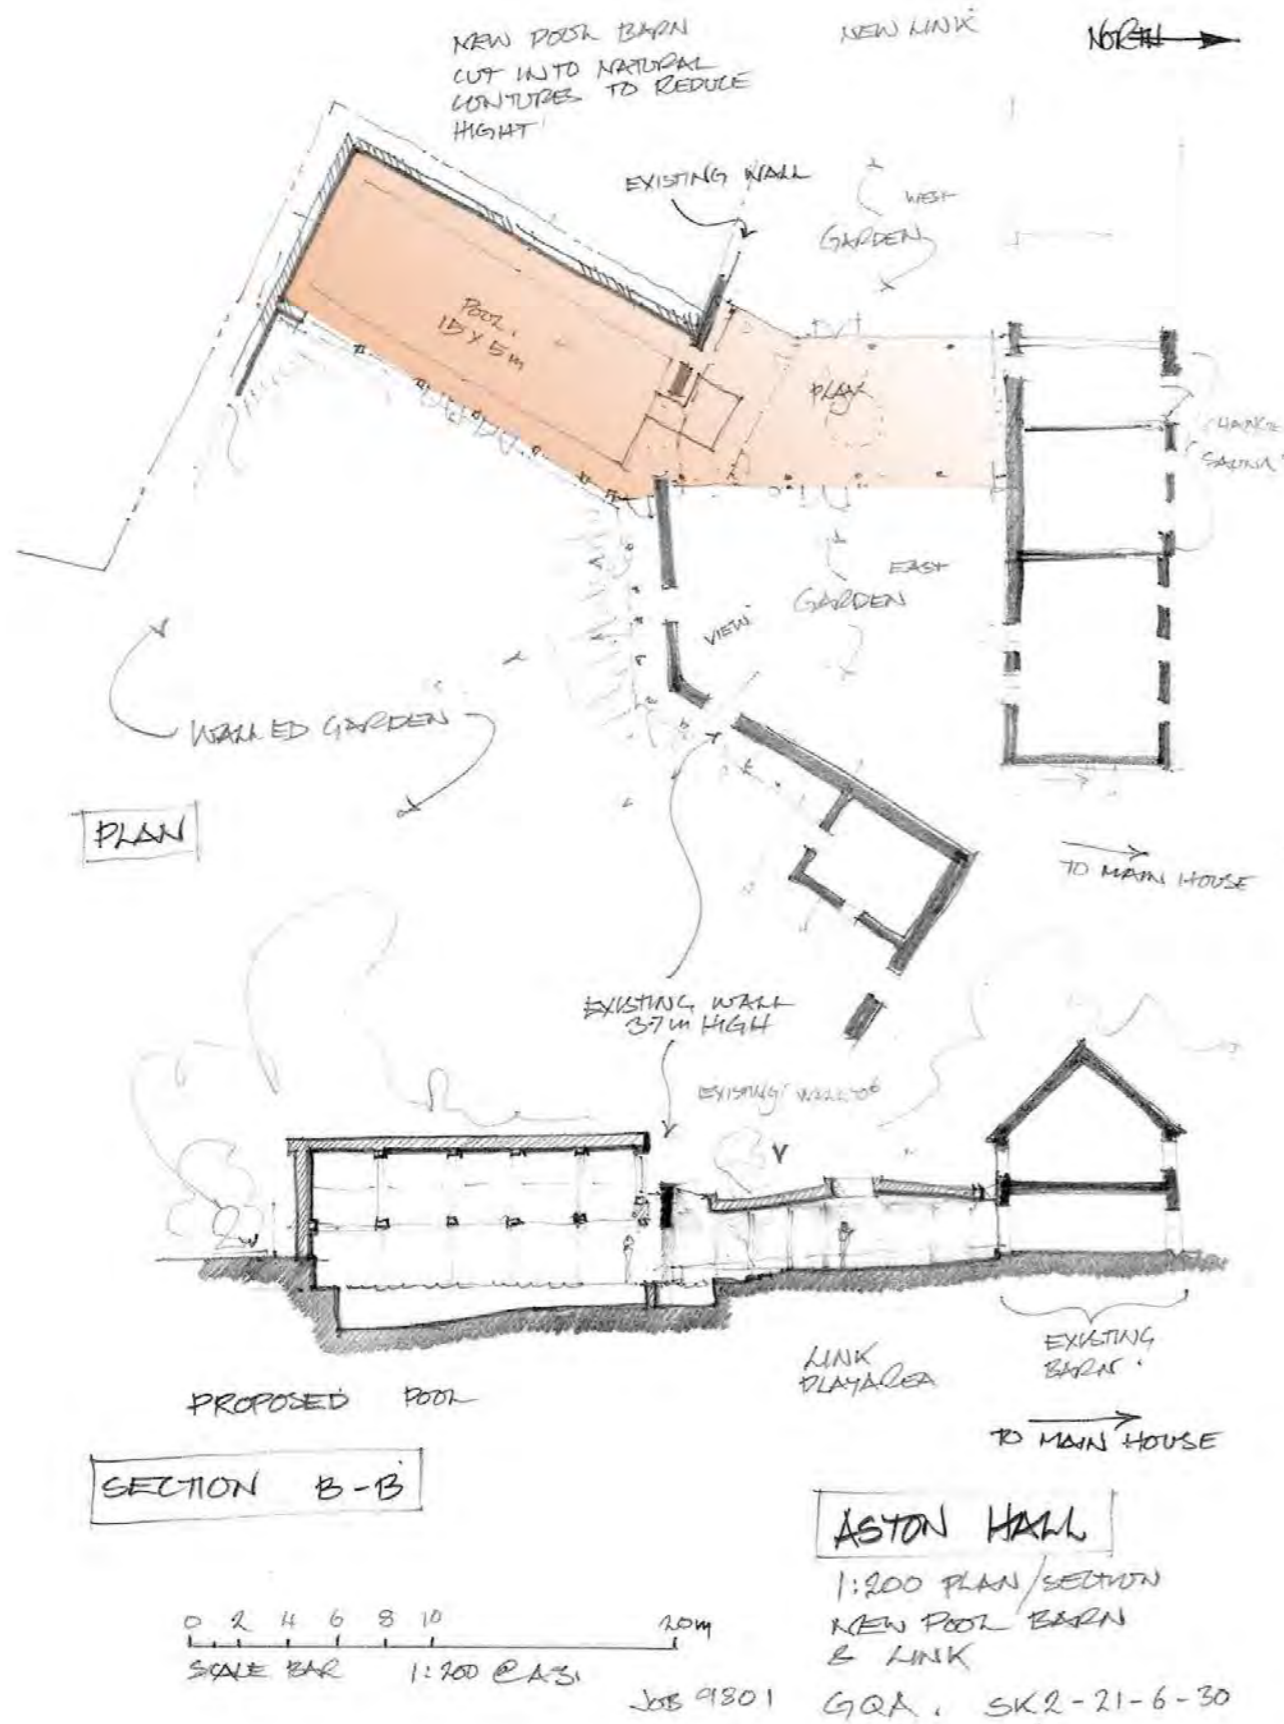 NEW POOL BARN
CUT INTO NATURAL
CONTURES TO REDUCE
HIGHT
NEW LINK
NORTH
EXISTING WALL
WEST
GARDEN
POOL.
15 X 5m
PLAY
CHANGE
SAUNA
EAST
GARDEN
VIEW
WALLED GARDEN
PLAN
TO MAIN HOUSE
EXISTING WALL
3.7m HIGH
EXISTING WALL
PROPOSED POOL
LINK
PLAYAREA
EXISTING
BARN.
TO MAIN HOUSE
SECTION B-B
ASTON HALL
1:200 PLAN/SECTION
NEW POOL BARN
& LINK
0 2 4 6 8 10 20m
SCALE BAR 1:200 @ A3.
JOB 9801
GQA. SK2-21-6-30